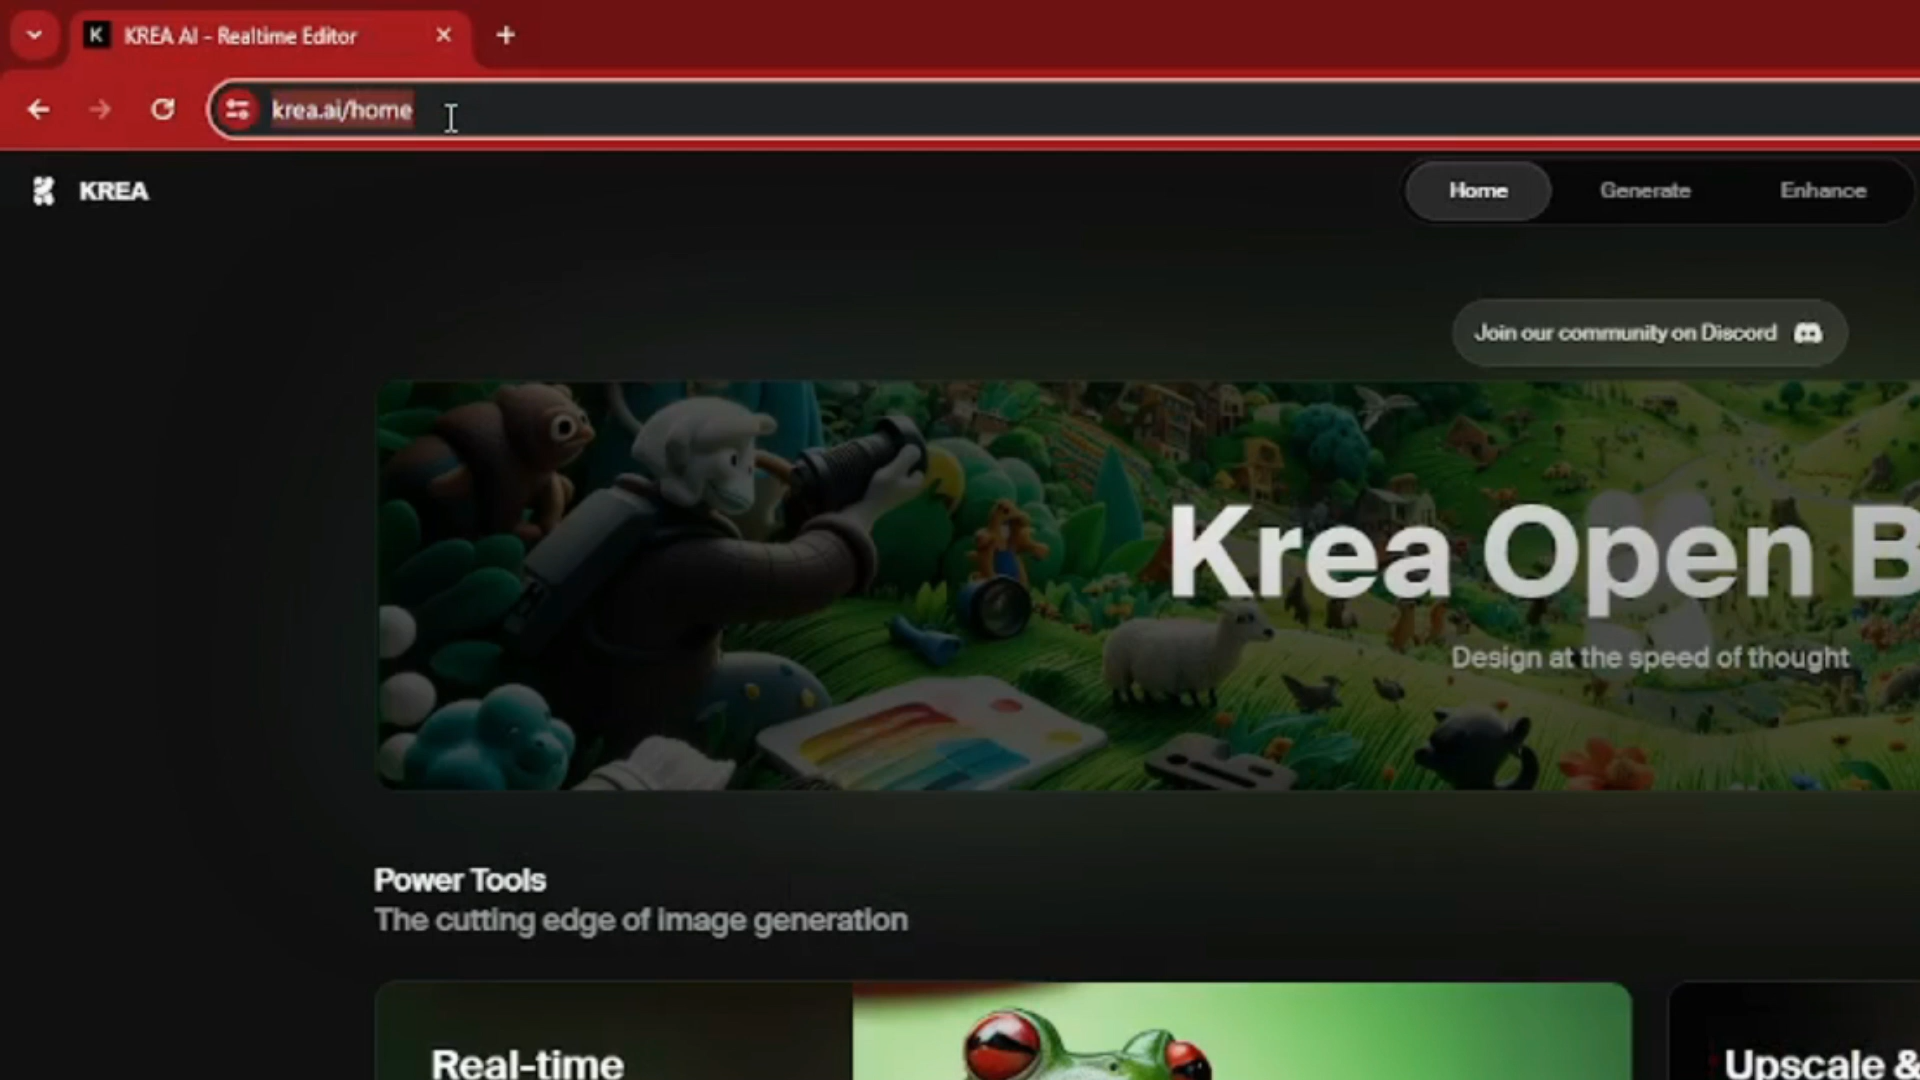 K KREA AI - Realtime Editor
krea.ai/home
KREA
Home Generate Enhance
Join our community on Discord
Krea Open B
Design at the speed of thought
Power Tools
The cutting edge of image generation
Real-time
Upscale &